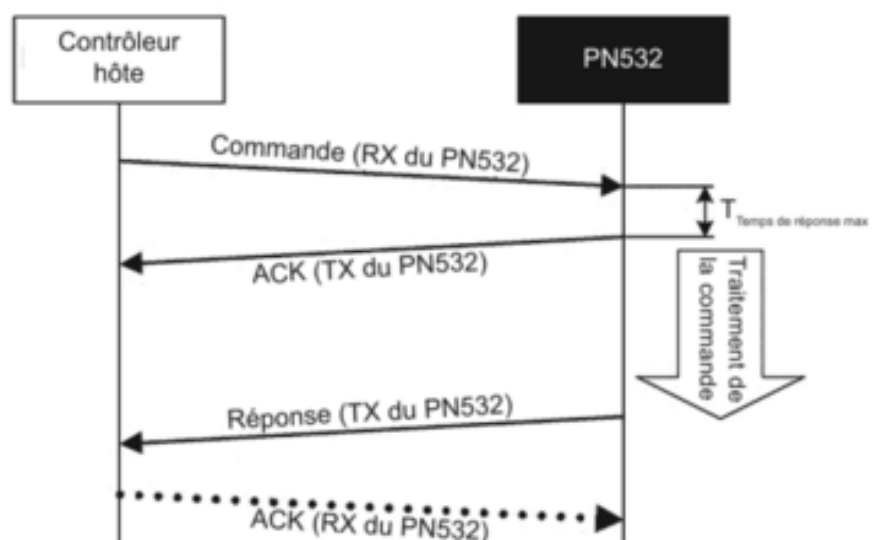 Contrôleur
hôte
PN532
Commande (RX du PN532)
T Temps de réponse max
ACK (TX du PN532)
Traitement de
la commande
Réponse (TX du PN532)
ACK (RX du PN532)